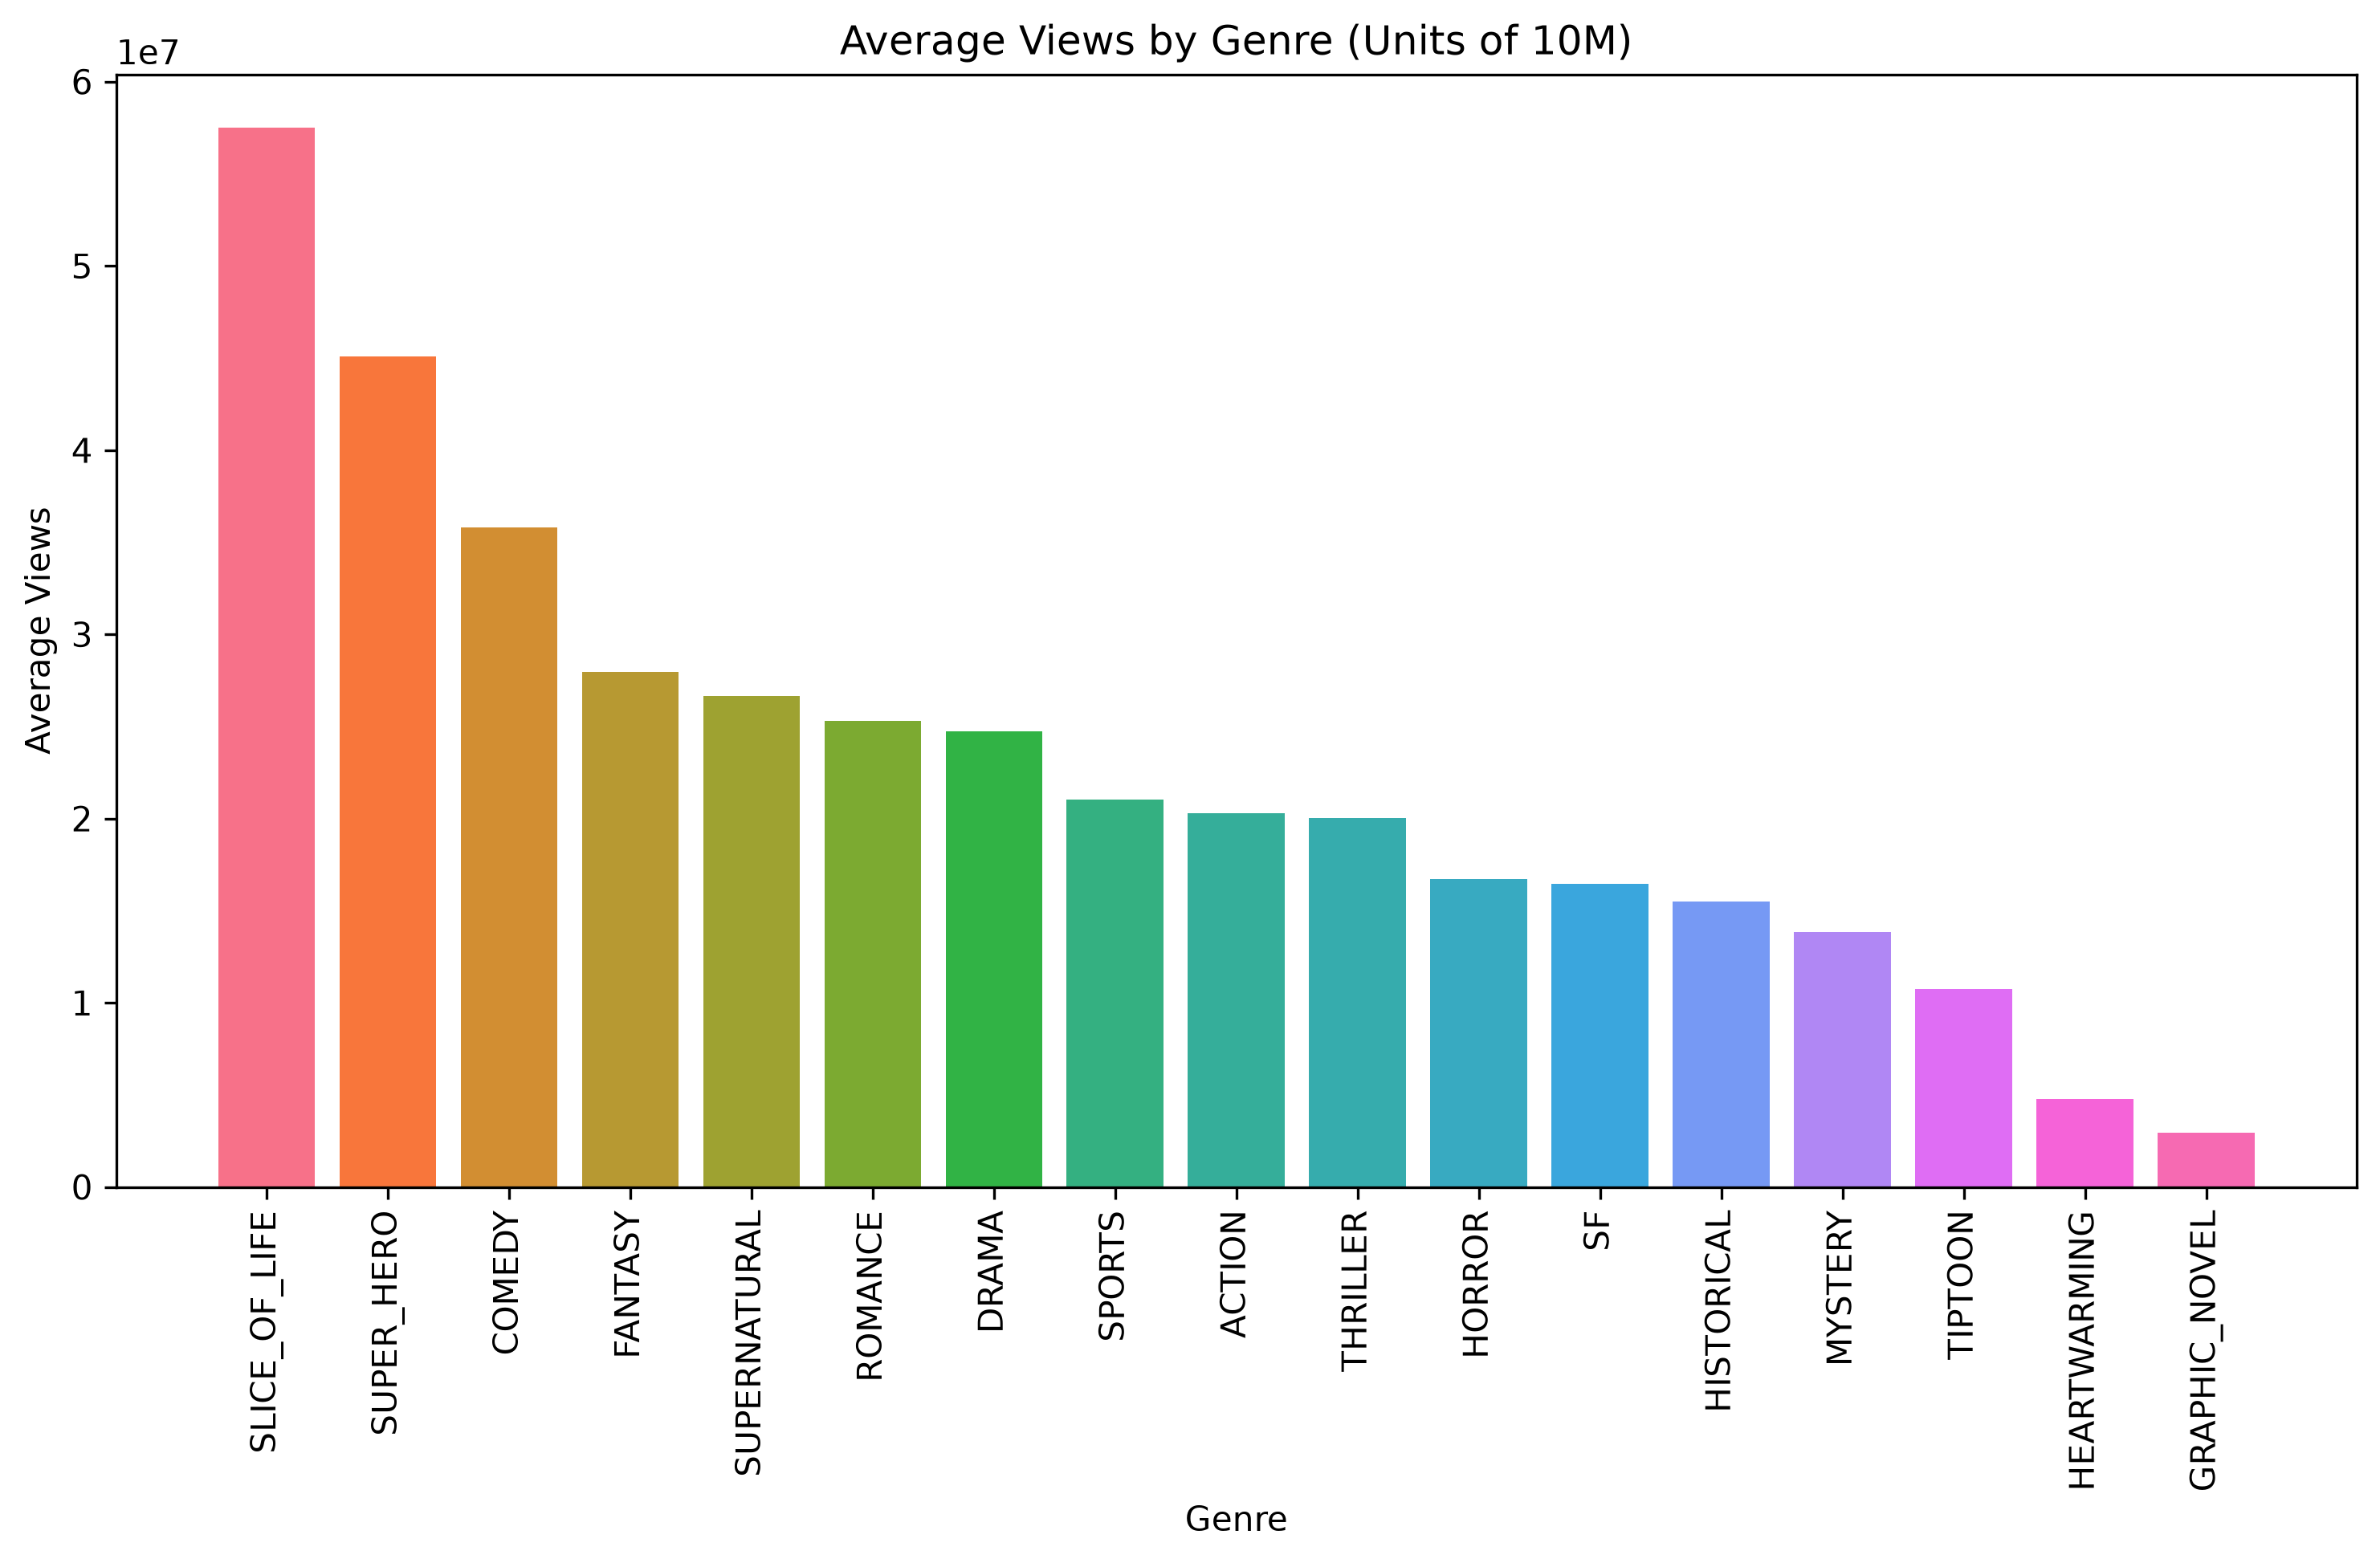 Average Views by Genre (Units of 10M)
1e7
6
5
4
3
2
1
0
Average Views
SLICE_OF_LIFE
SUPER_HERO
COMEDY
FANTASY
SUPERNATURAL
ROMANCE
DRAMA
SPORTS
ACTION
THRILLER
HORROR
SF
HISTORICAL
MYSTERY
TIPTOON
HEARTWARMING
GRAPHIC_NOVEL
Genre